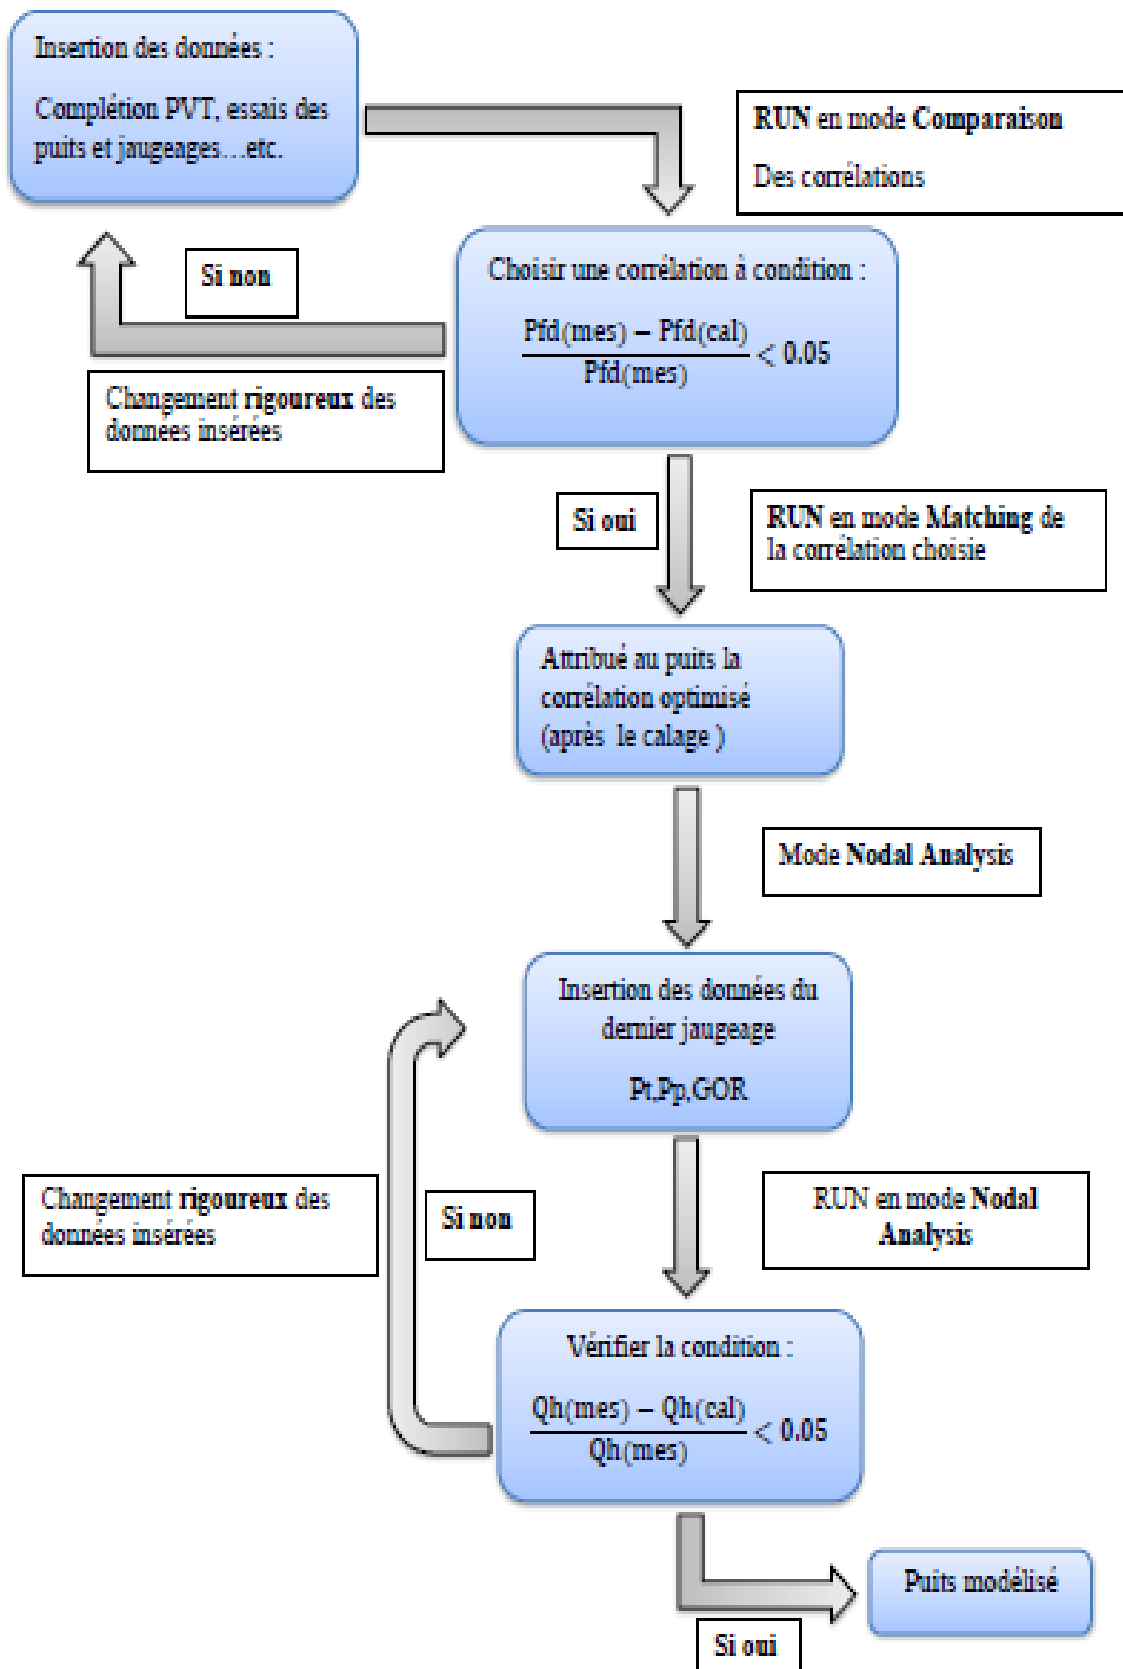 Insertion des données :
Complétion PVT, essais des
puits et jaugeages...etc.
RUN en mode Comparaison
Des corrélations
Si non
Choisir une corrélation à condition :
Pfd(mes) − Pfd(cal)
Pfd(mes)
< 0.05
Changement rigoureux des
données insérées
Si oui
RUN en mode Matching de
la corrélation choisie
Attribué au puits la
corrélation optimisé
(après le calage )
Mode Nodal Analysis
Insertion des données du
dernier jaugeage
Pt,Pp,GOR
Changement rigoureux des
données insérées
Si non
RUN en mode Nodal
Analysis
Vérifier la condition :
Qh(mes) − Qh(cal)
Qh(mes)
< 0.05
Puits modélisé
Si oui